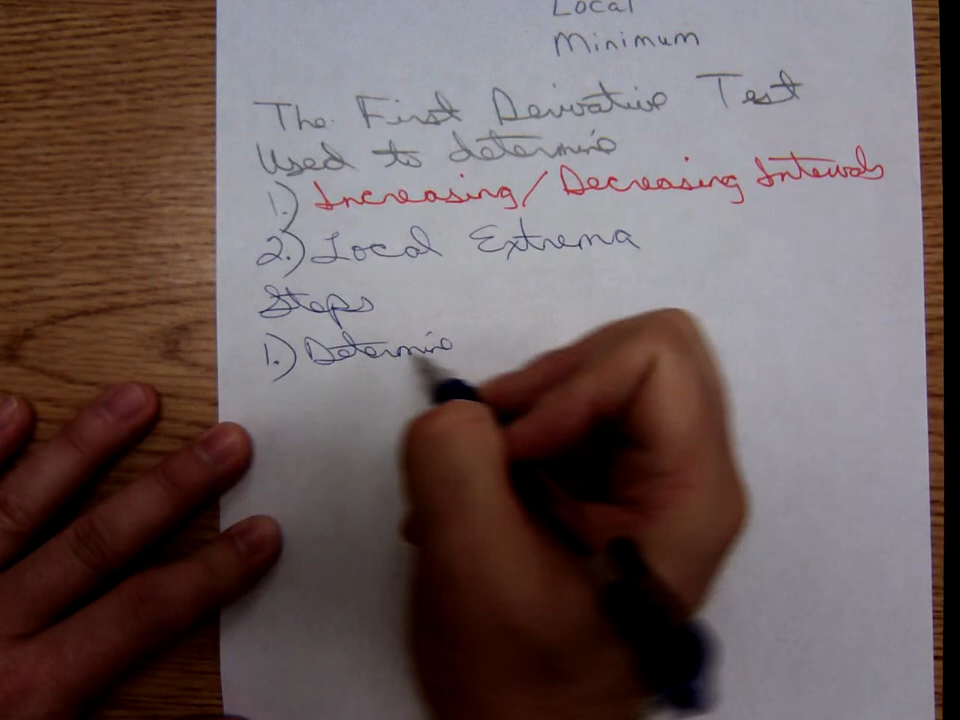 Local
Minimum
The First Derivative Test
Used to determine
1.) Increasing/Decreasing Intervals
2.) Local Extrema
Steps
1.) Determine